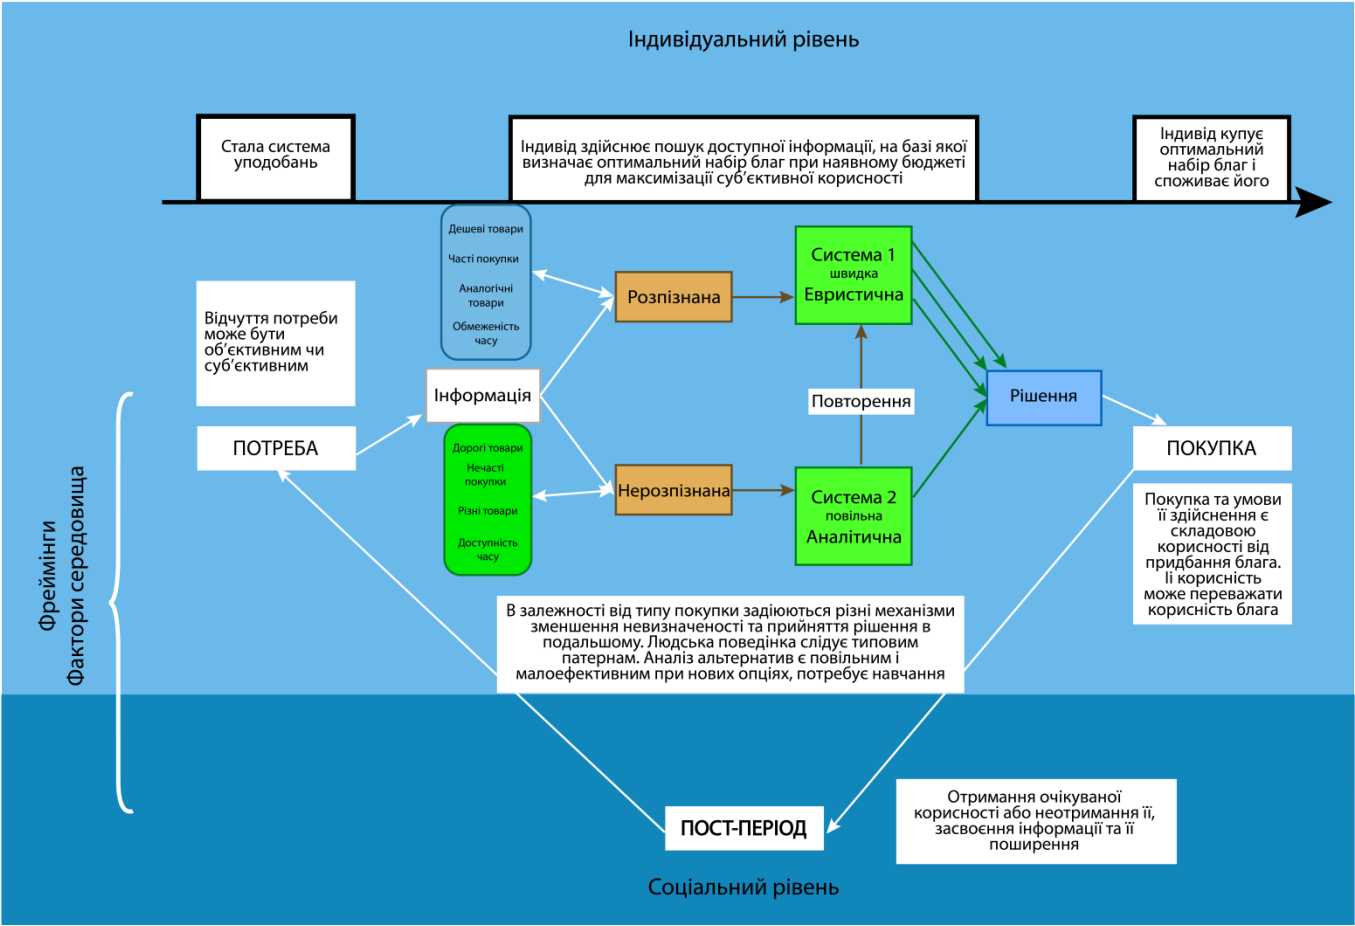 Індивідуальний рівень
Стала система
уподобань
Індивід здійснює пошук доступної інформації, на базі якої
визначає оптимальний набір благ при наявному бюджеті
для максимізації суб’єктивної корисності
Індивід купує
оптимальний
набір благ і
споживає його
Дешеві товари
Часті покупки
Аналогічні
товари
Обмеженість
часу
Відчуття потреби
може бути
об’єктивним чи
суб’єктивним
Розпізнана
Система 1
швидка
Евристична
Інформація
Повторення
Рішення
ПОТРЕБА
ПОКУПКА
Дорогі товари
Нечасті
покупки
Різні товари
Доступність
часу
Нерозпізнана
Система 2
повільна
Аналітична
Покупка та умови
її здійснення є
складовою
корисності від
придбання блага.
Іі корисність
може переважати
корисність блага
Фреймінги
Фактори середовища
В залежності від типу покупки задіюються різні механізми
зменшення невизначеності та прийняття рішення в
подальшому. Людська поведінка слідує типовим
патернам. Аналіз альтернатив є повільним і
малоефективним при нових опціях, потребує навчання
ПОСТ-ПЕРІОД
Отримання очікуваної
корисності або неотримання її,
засвоєння інформації та її
поширення
Соціальний рівень